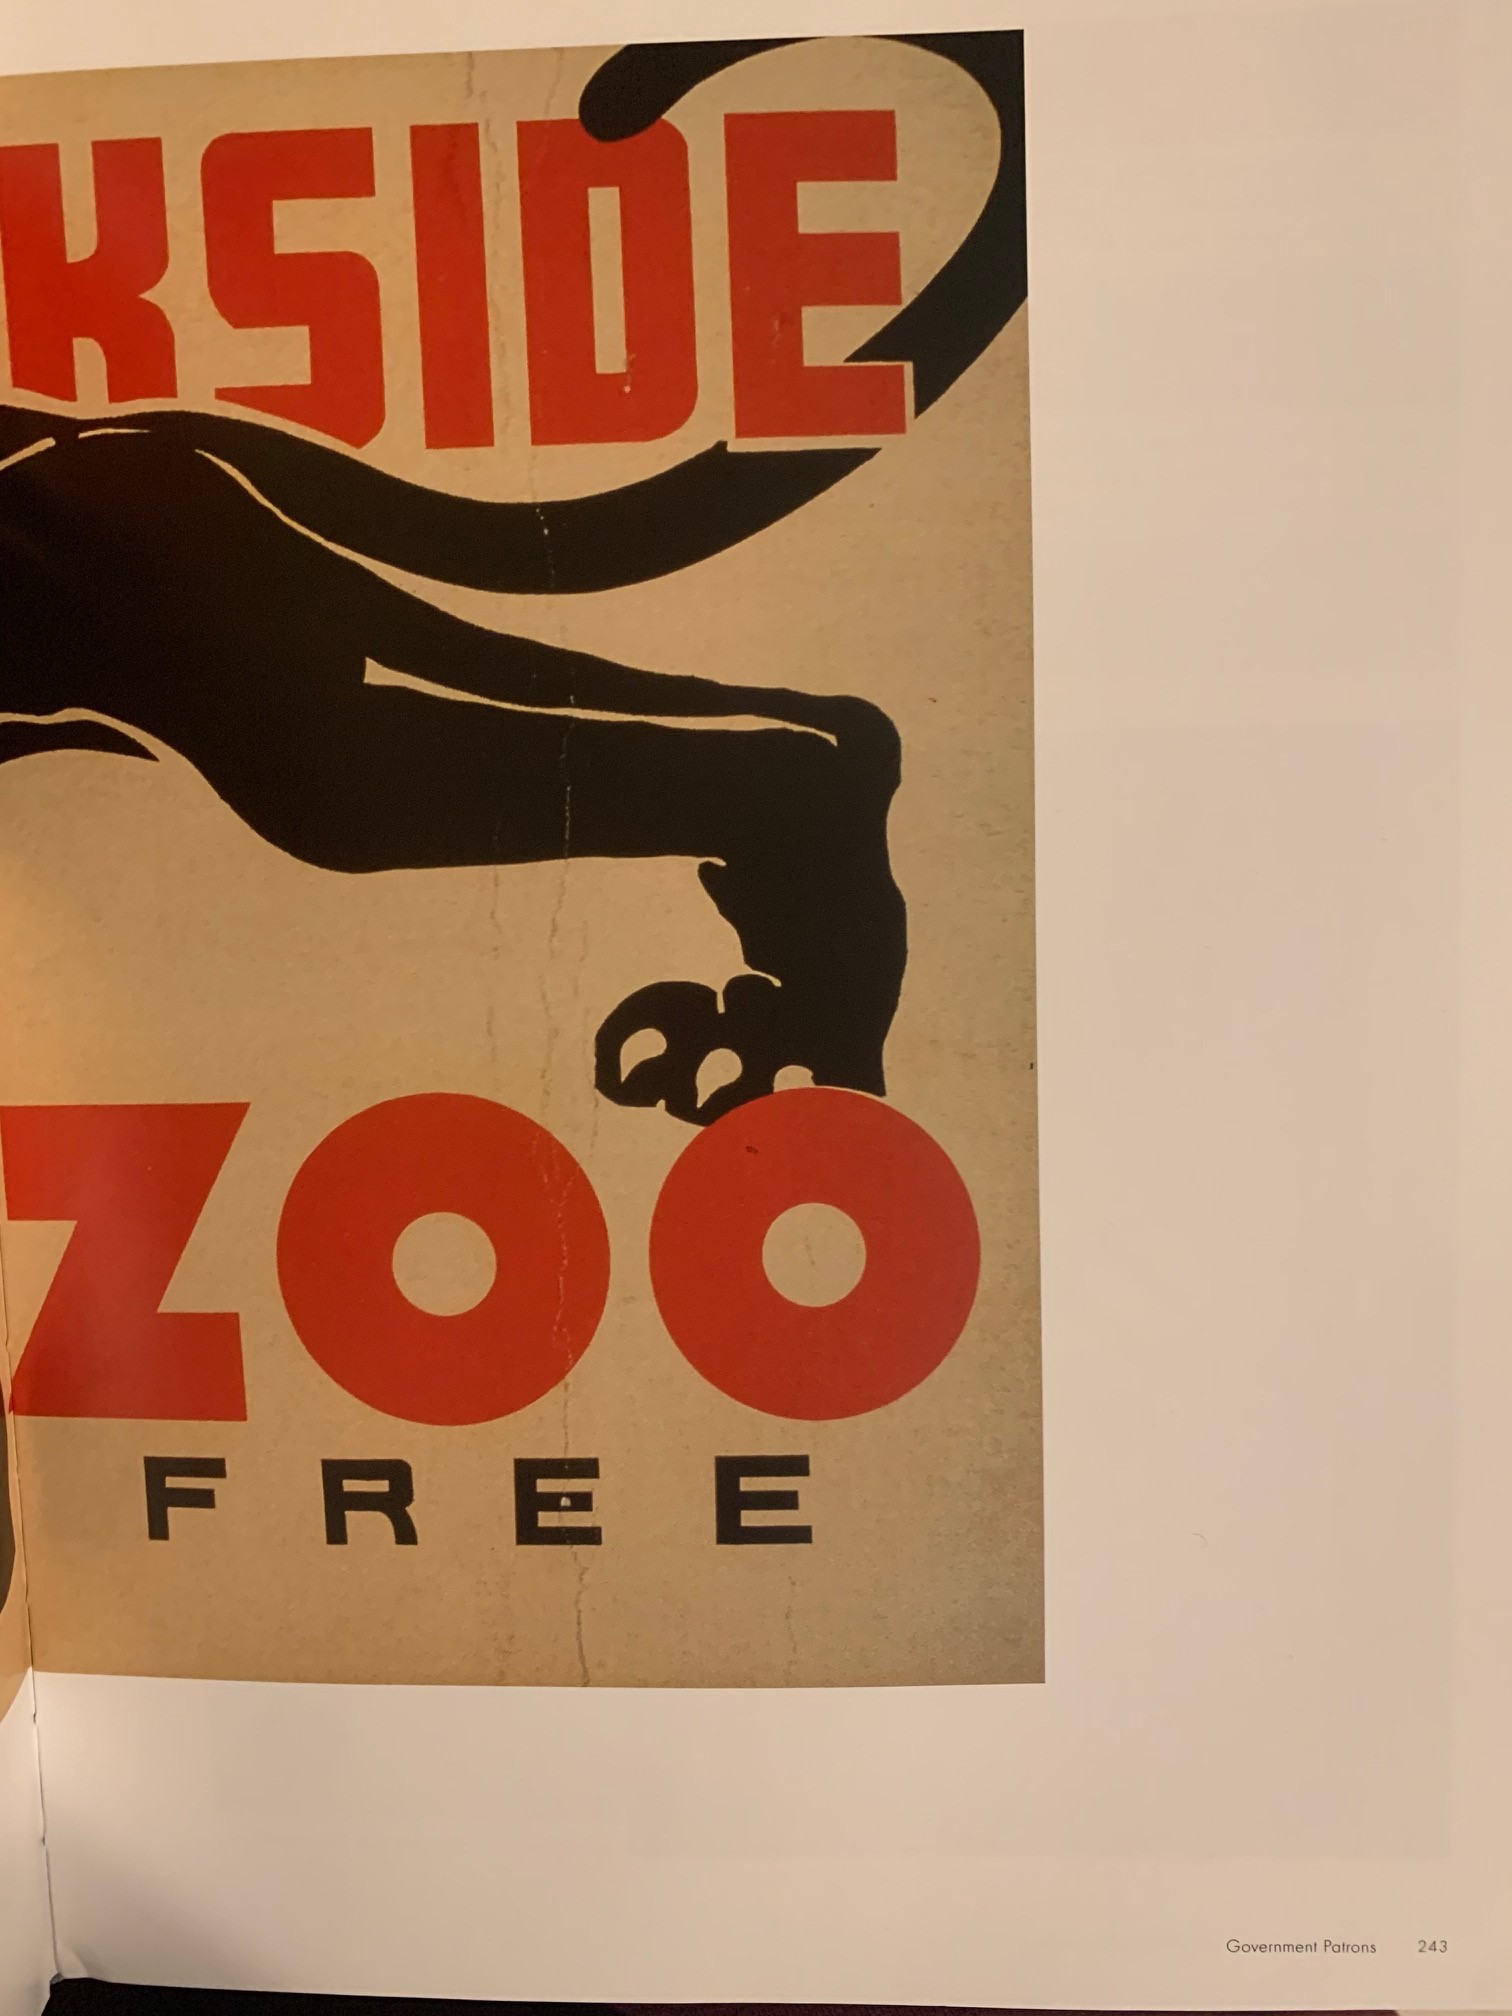 KSIDE
ZOO
FREE
Government Patrons 243